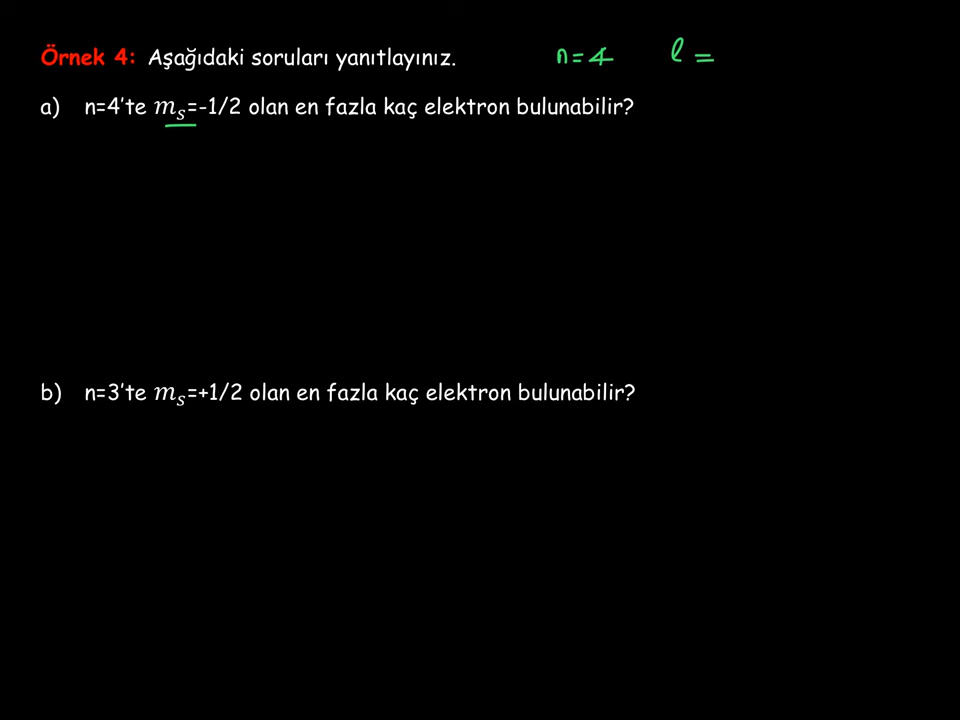 Örnek 4: Aşağıdaki soruları yanıtlayınız. n=4 l =
a) n=4'te mₛ=-1/2 olan en fazla kaç elektron bulunabilir?
b) n=3'te mₛ=+1/2 olan en fazla kaç elektron bulunabilir?